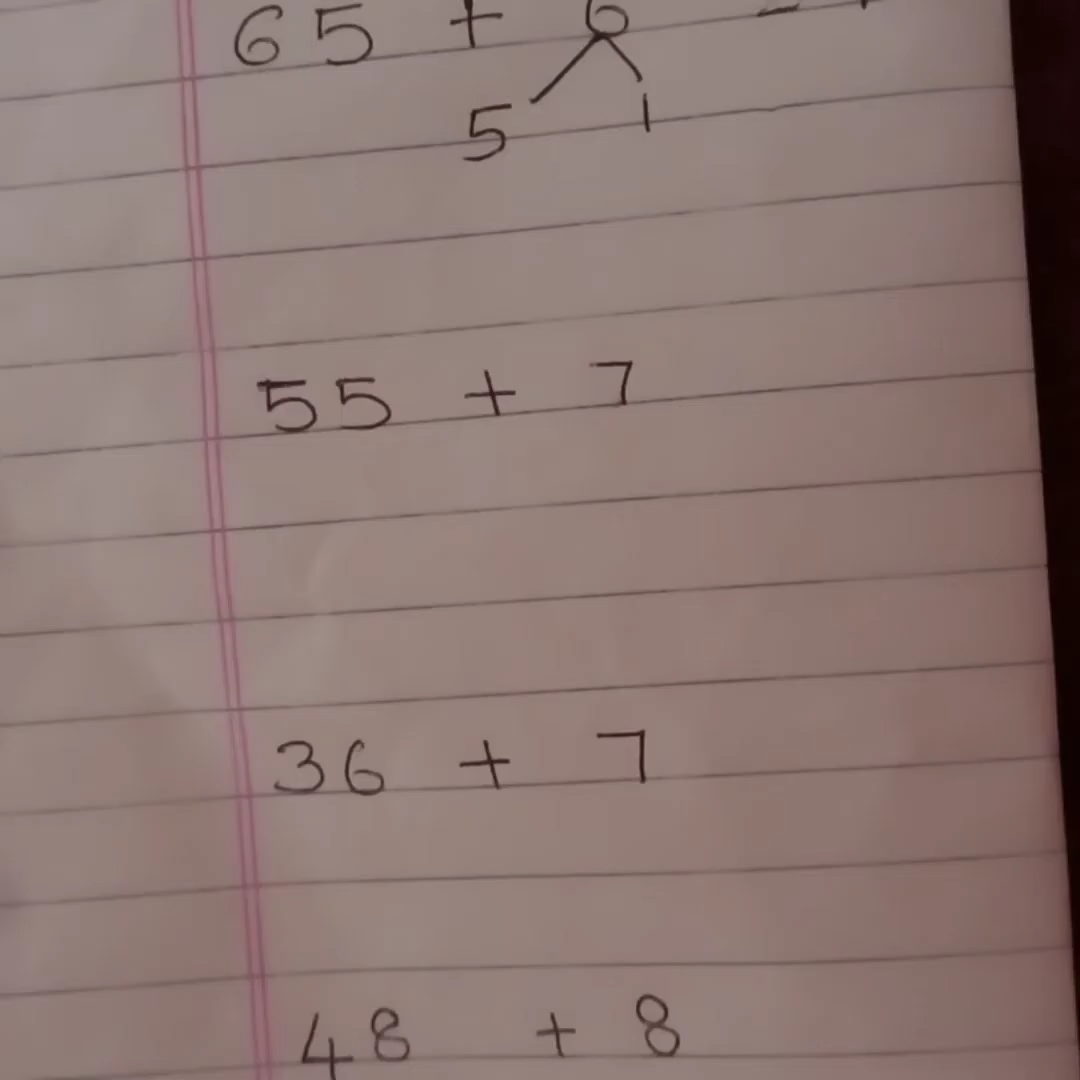 65 + 6 =
5 1
55 + 7
36 + 7
48 + 8